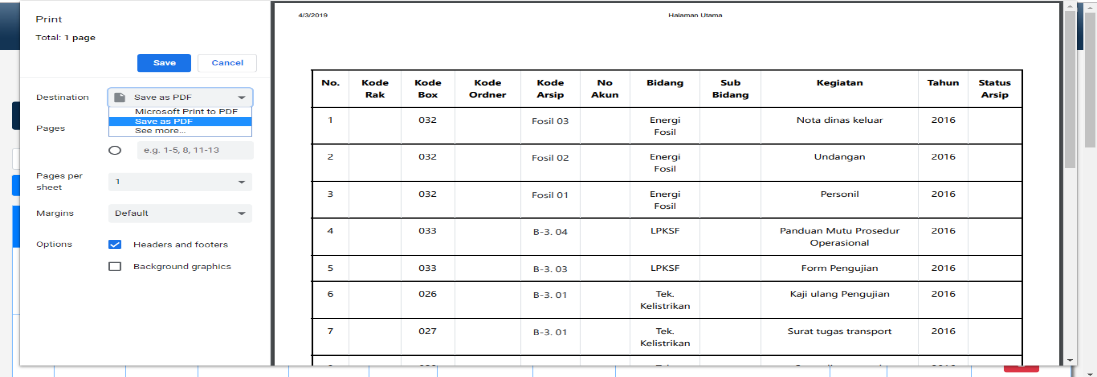 Print
Total: 1 page
Save Cancel
Destination Save as PDF
Microsoft Print to PDF
Save as PDF
See more...
Pages
e.g. 1-5, 8, 11-13
Pages per sheet 1
Margins Default
Options Headers and footers
Background graphics
4/3/2019 Halaman Utama
No. Kode Rak Kode Box Kode Ordner Kode Arsip No Akun Bidang Sub Bidang Kegiatan Tahun Status Arsip
1 032 Fosil 03 Energi Fosil Nota dinas keluar 2016
2 032 Fosil 02 Energi Fosil Undangan 2016
3 032 Fosil 01 Energi Fosil Personil 2016
4 033 B-3. 04 LPKSF Panduan Mutu Prosedur Operasional 2016
5 033 B-3. 03 LPKSF Form Pengujian 2016
6 026 B-3. 01 Tek. Kelistrikan Kaji ulang Pengujian 2016
7 027 B-3. 01 Tek. Kelistrikan Surat tugas transport 2016